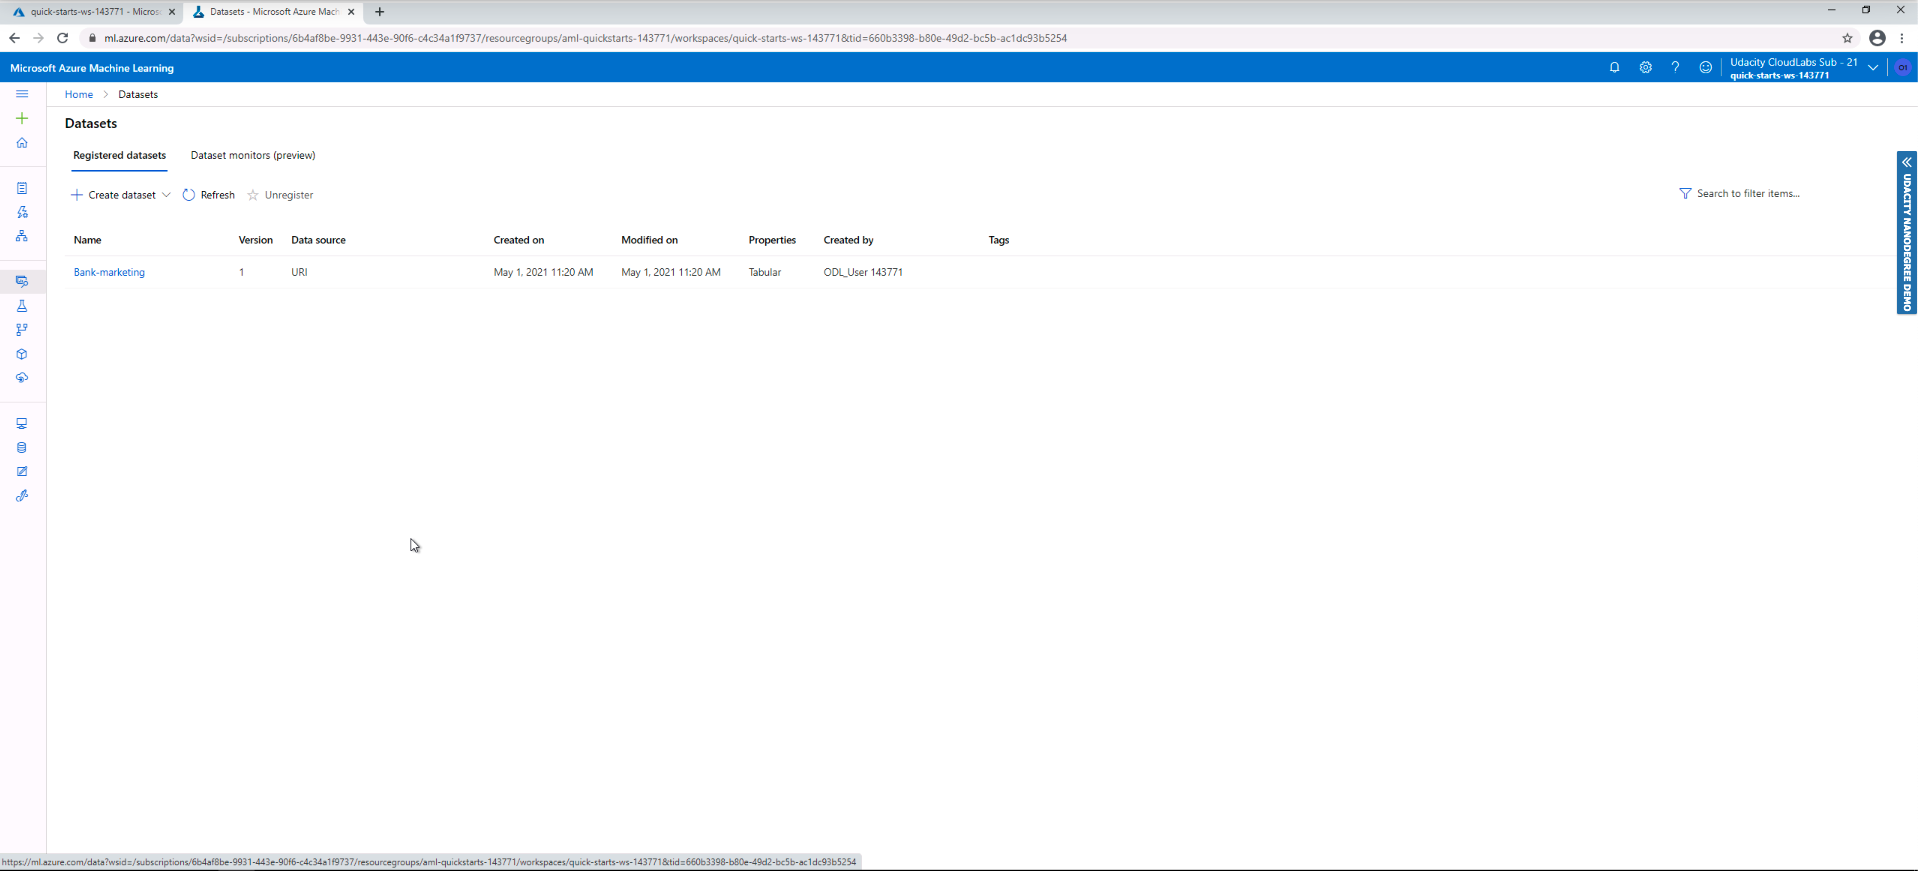 quick-starts-ws-143771 - Micros
Datasets - Microsoft Azure Mach
ml.azure.com/data?wsid=/subscriptions/6b4af8be-9931-443e-90f6-c4c34a1f9737/resourcegroups/aml-quickstarts-143771/workspaces/quick-starts-ws-143771&tid=660b3398-b80e-49d2-bc5b-ac1dc93b5254
Microsoft Azure Machine Learning
Udacity CloudLabs Sub - 21
quick-starts-ws-143771
Home > Datasets
Datasets
Registered datasets Dataset monitors (preview)
Create dataset Refresh Unregister Search to filter items...
Name Version Data source Created on Modified on Properties Created by Tags
Bank-marketing 1 URI May 1, 2021 11:20 AM May 1, 2021 11:20 AM Tabular ODL_User 143771
UDACITY NANODEGREE DEMO
https://ml.azure.com/data?wsid=/subscriptions/6b4af8be-9931-443e-90f6-c4c34a1f9737/resourcegroups/aml-quickstarts-143771/workspaces/quick-starts-ws-143771&tid=660b3398-b80e-49d2-bc5b-ac1dc93b5254